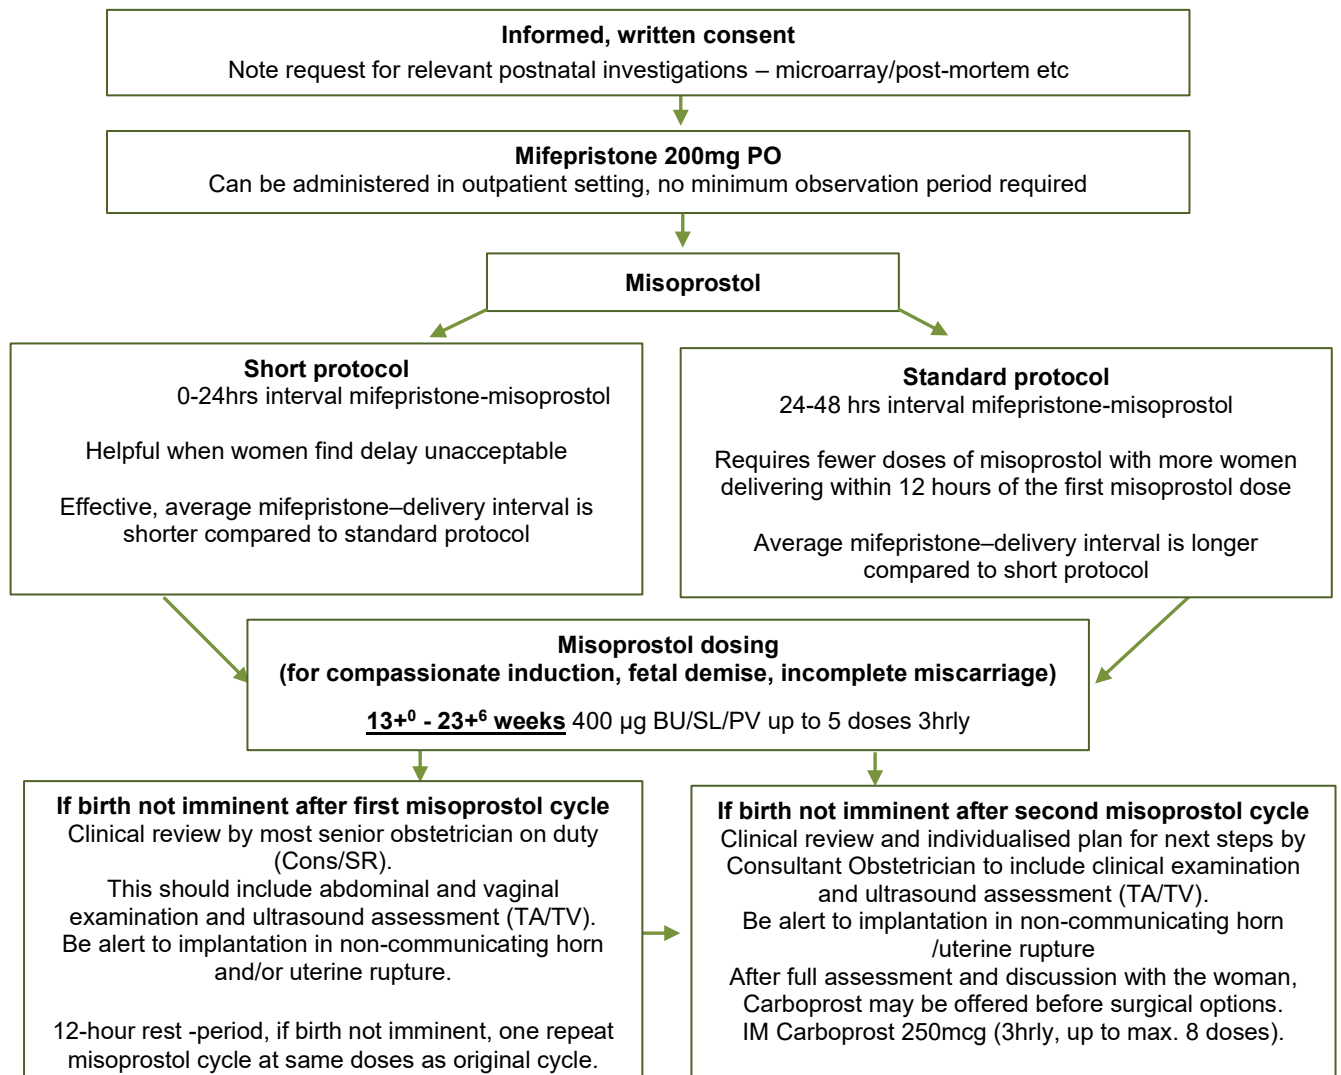 Informed, written consent
Note request for relevant postnatal investigations – microarray/post-mortem etc
Mifepristone 200mg PO
Can be administered in outpatient setting, no minimum observation period required
Misoprostol
Short protocol
0-24hrs interval mifepristone-misoprostol
Helpful when women find delay unacceptable
Effective, average mifepristone–delivery interval is
shorter compared to standard protocol
Standard protocol
24-48 hrs interval mifepristone-misoprostol
Requires fewer doses of misoprostol with more women
delivering within 12 hours of the first misoprostol dose
Average mifepristone–delivery interval is longer
compared to short protocol
Misoprostol dosing
(for compassionate induction, fetal demise, incomplete miscarriage)
13+⁰ - 23+⁶ weeks 400 µg BU/SL/PV up to 5 doses 3hrly
If birth not imminent after first misoprostol cycle
Clinical review by most senior obstetrician on duty
(Cons/SR).
This should include abdominal and vaginal
examination and ultrasound assessment (TA/TV).
Be alert to implantation in non-communicating horn
and/or uterine rupture.
12-hour rest -period, if birth not imminent, one repeat
misoprostol cycle at same doses as original cycle.
If birth not imminent after second misoprostol cycle
Clinical review and individualised plan for next steps by
Consultant Obstetrician to include clinical examination
and ultrasound assessment (TA/TV).
Be alert to implantation in non-communicating horn
/uterine rupture
After full assessment and discussion with the woman,
Carboprost may be offered before surgical options.
IM Carboprost 250mcg (3hrly, up to max. 8 doses).